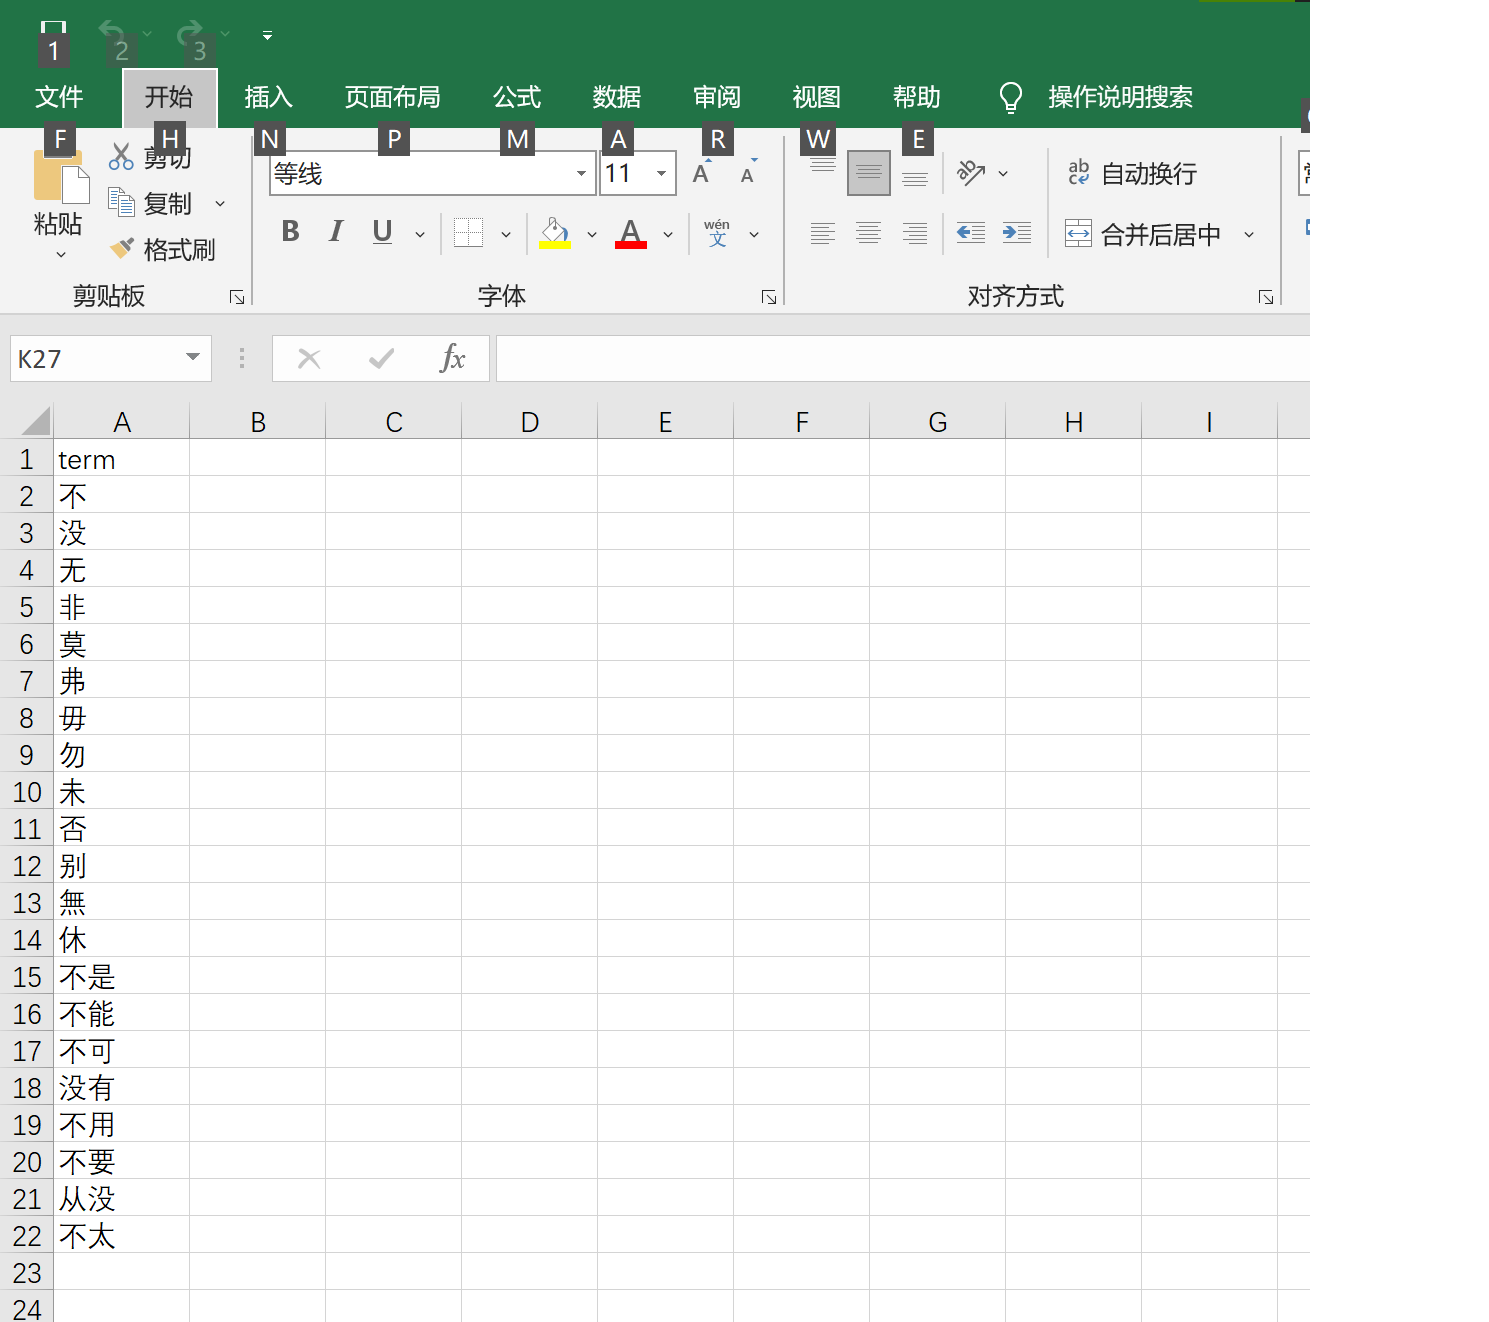 1 2 3
文件 开始 插入 页面布局 公式 数据 审阅 视图 帮助 操作说明搜索
F H N P M A R W E
剪切
等线 11 A A
ab
c 自动换行
复制
粘贴
B I U A wén
文 合并后居中
格式刷
剪贴板 字体 对齐方式
K27 fx
A B C D E F G H I
1 term
2 不
3 没
4 无
5 非
6 莫
7 弗
8 毋
9 勿
10 未
11 否
12 别
13 無
14 休
15 不是
16 不能
17 不可
18 没有
19 不用
20 不要
21 从没
22 不太
23
24